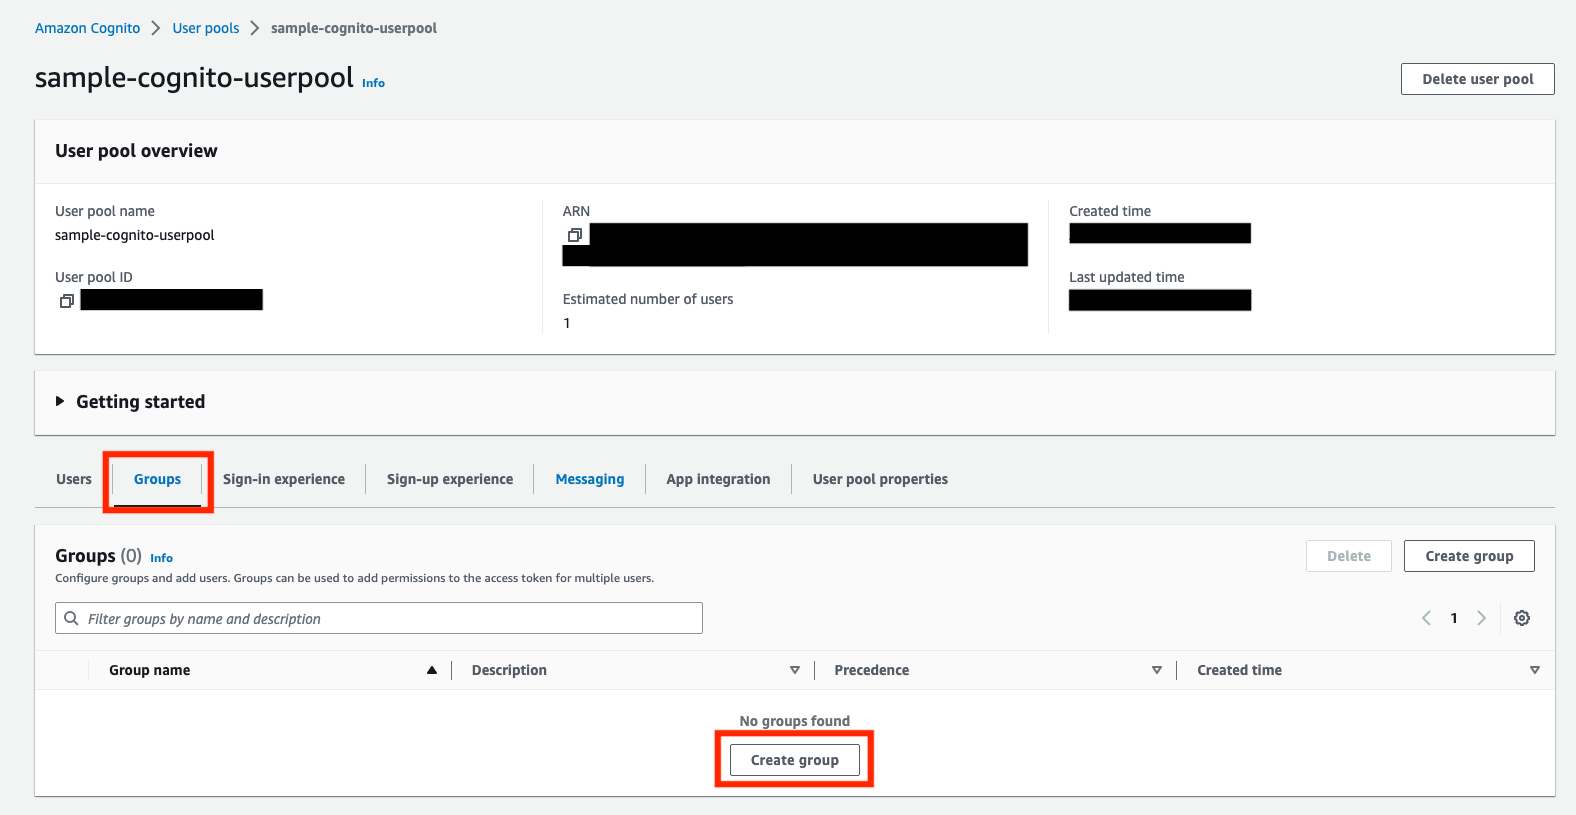 Amazon Cognito > User pools > sample-cognito-userpool
sample-cognito-userpool Info
Delete user pool
User pool overview
User pool name
sample-cognito-userpool
User pool ID
ARN
Estimated number of users
1
Created time
Last updated time
Getting started
Users Groups Sign-in experience Sign-up experience Messaging App integration User pool properties
Groups (0) Info
Delete Create group
Configure groups and add users. Groups can be used to add permissions to the access token for multiple users.
Filter groups by name and description
1
Group name Description Precedence Created time
No groups found
Create group